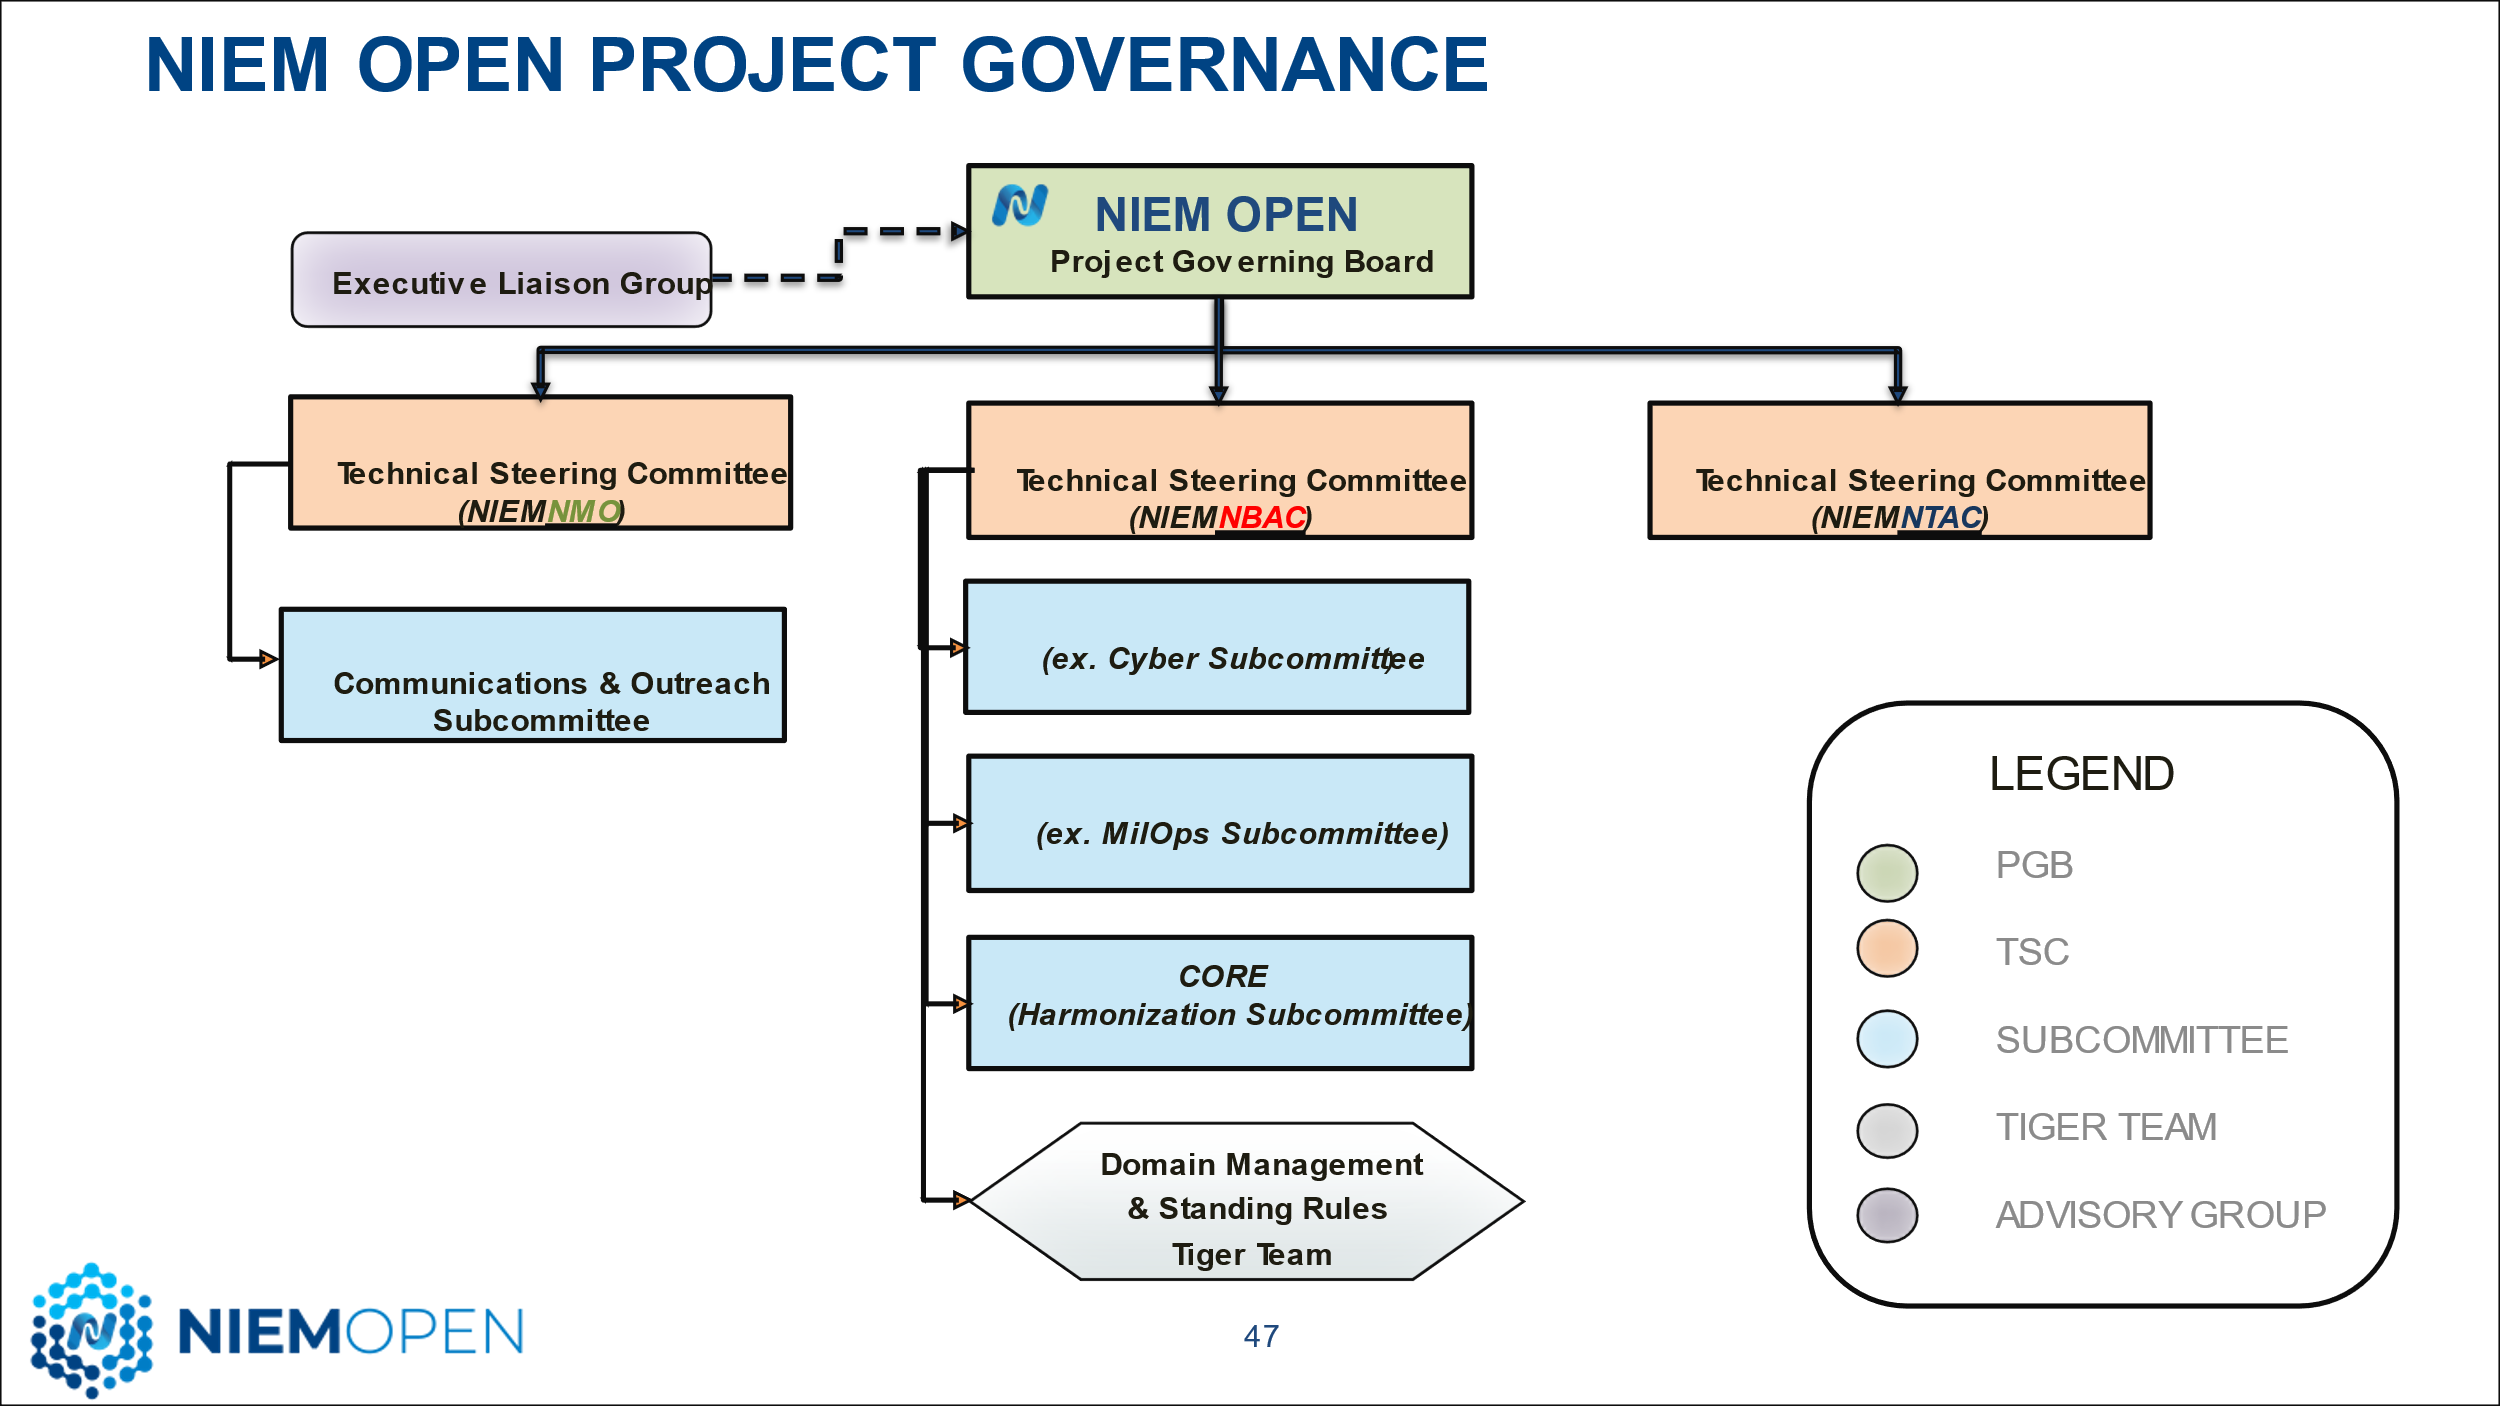 NIEM OPEN PROJECT GOVERNANCE
NIEM OPEN
Project Governing Board
Executive Liaison Group
Technical Steering Committee
(NIEMNMO)
Technical Steering Committee
(NIEMNBAC)
Technical Steering Committee
(NIEMNTAC)
Communications & Outreach
Subcommittee
(ex. Cyber Subcommittee)
(ex. MilOps Subcommittee)
CORE
(Harmonization Subcommittee)
Domain Management
& Standing Rules
Tiger Team
LEGEND
PGB
TSC
SUBCOMMITTEE
TIGER TEAM
ADVISORY GROUP
NIEMOPEN
47